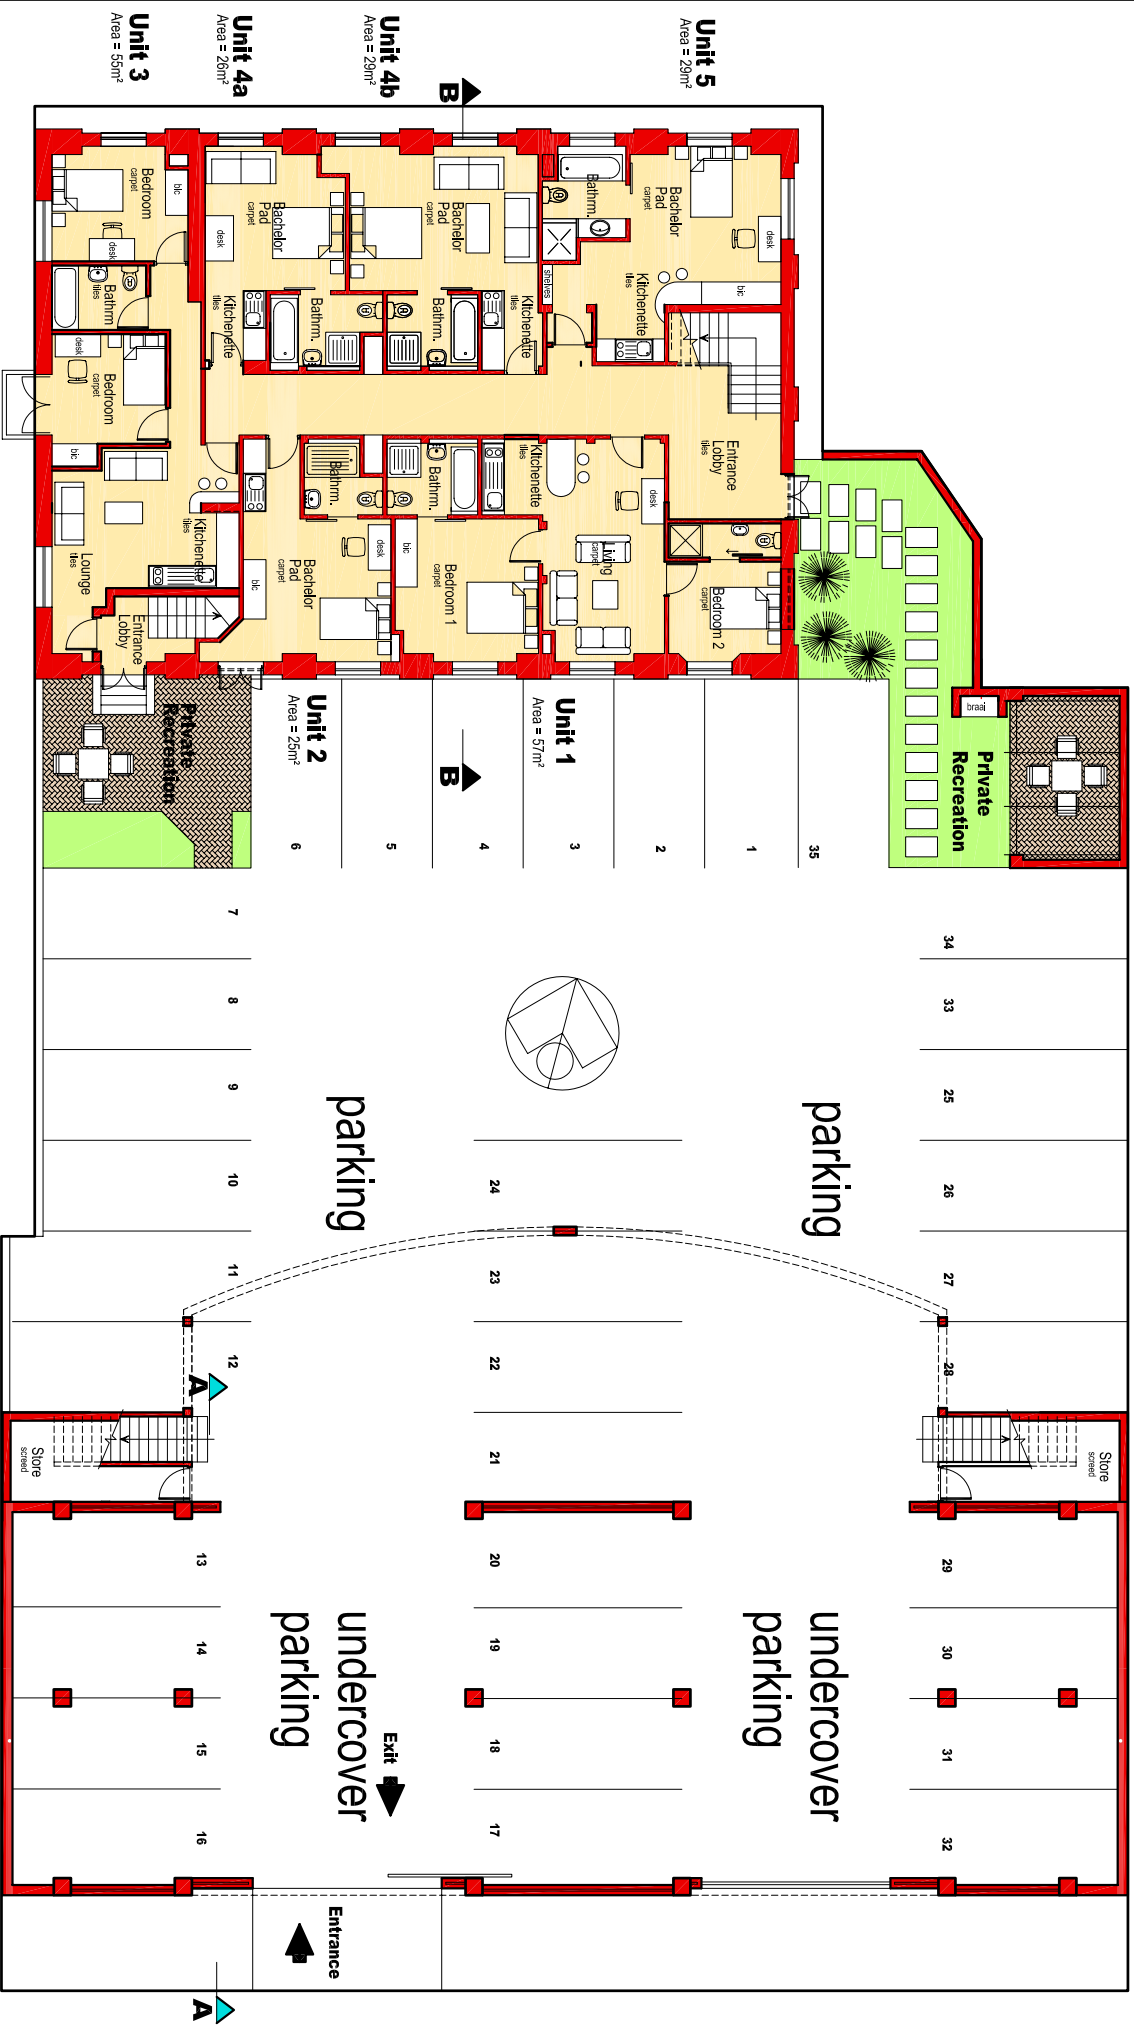 Unit 3
Area = 55m²
Unit 4a
Area = 26m²
Unit 4b
Area = 29m²
Unit 5
Area = 29m²
B
Bedroom
carpet
bic
desk
Bathrm
tiles
desk
Bedroom
carpet
bic
Bachelor
Pad
carpet
desk
Kitchenette
tiles
Bathrm.
Bachelor
Pad
carpet
Bathrm.
Kitchenette
tiles
Bathrm.
Bachelor
Pad
carpet
desk
bic
shelves
Kitchenette
tiles
Entrance
Lobby
tiles
Kitchenette
tiles
Lounge
tiles
Entrance
Lobby
Bathrm.
desk
bic
Bachelor
Pad
carpet
Bathrm.
bic
Bedroom 1
carpet
Kitchenette
tiles
desk
Living
carpet
Bedroom 2
carpet
Unit 2
Area = 25m²
Unit 1
Area = 57m²
B
Private
Recreation
braai
Private
Recreation
6
5
4
3
2
1
35
7
8
9
10
11
12
34
33
25
26
27
28
24
23
22
21
parking
parking
A
Store
screed
Store
screed
13
14
15
16
20
19
18
17
29
30
31
32
undercover
parking
undercover
parking
Exit
Entrance
A